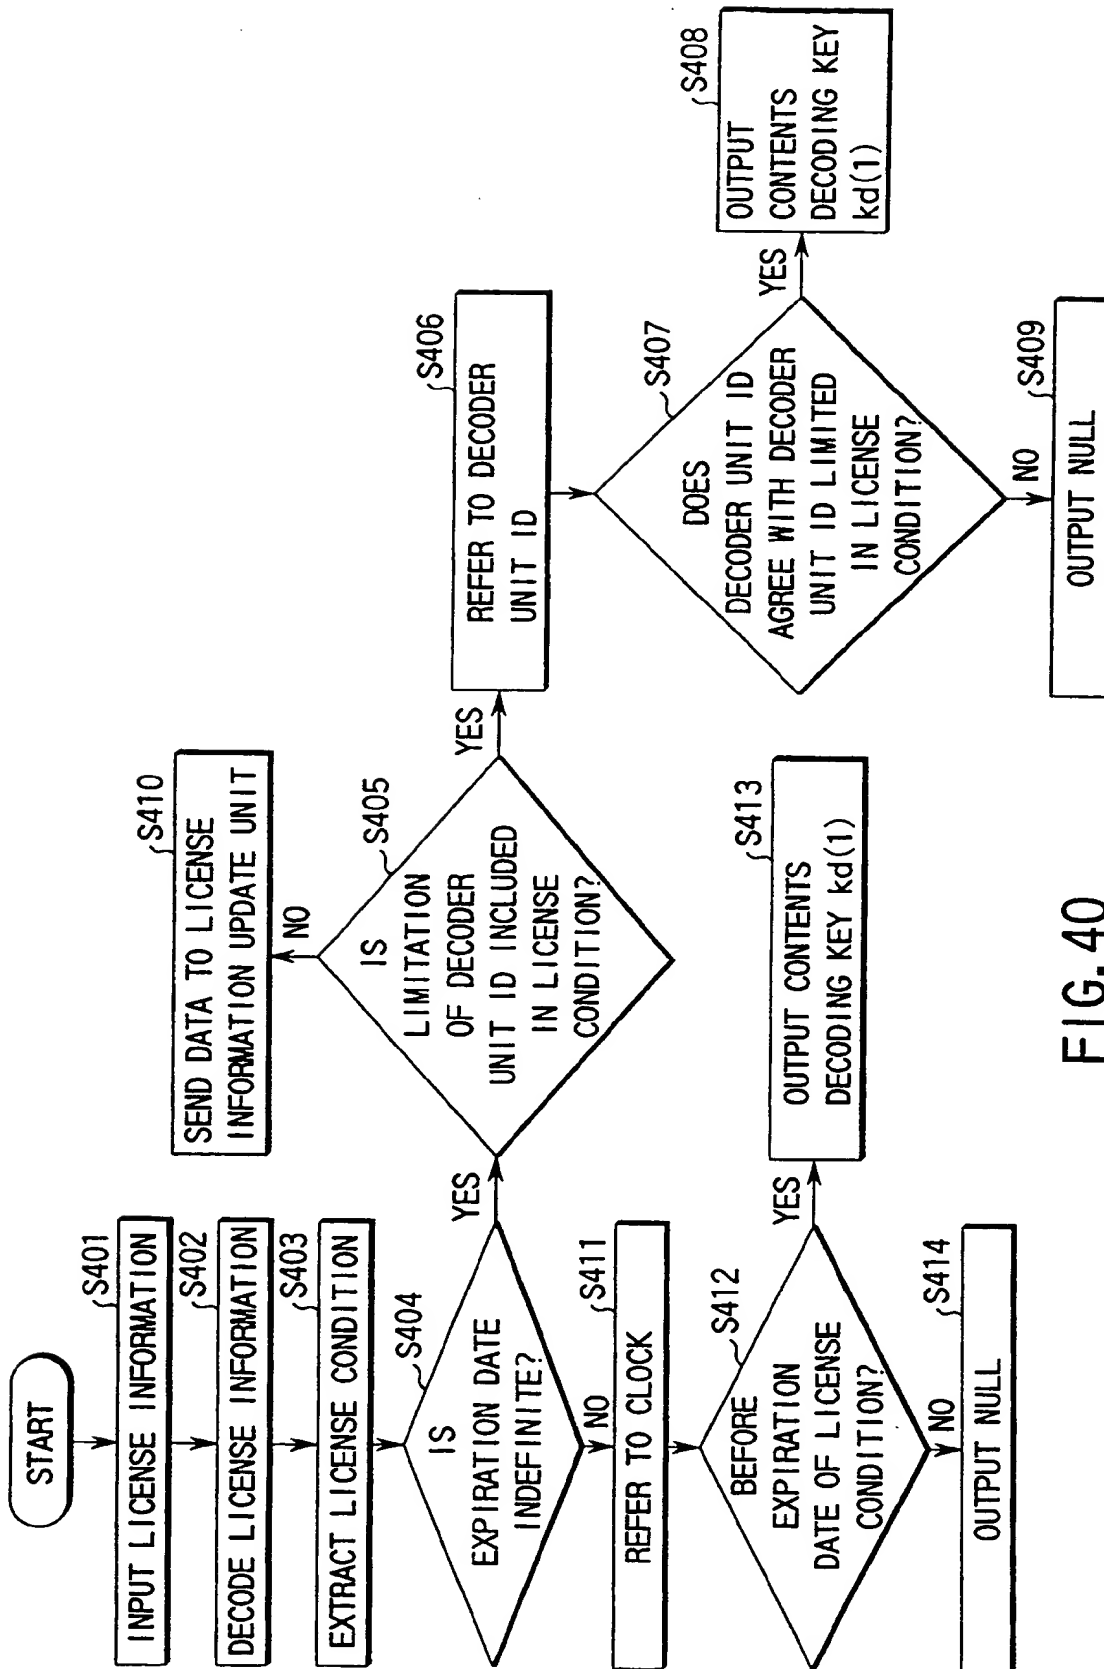 START
S401
INPUT LICENSE INFORMATION
S402
DECODE LICENSE INFORMATION
S403
EXTRACT LICENSE CONDITION
S404
IS
EXPIRATION DATE
INDEFINITE?
YES
NO
S405
IS
LIMITATION
OF DECODER
UNIT ID INCLUDED
IN LICENSE
CONDITION?
NO
YES
S410
SEND DATA TO LICENSE
INFORMATION UPDATE UNIT
S406
REFER TO DECODER
UNIT ID
S407
DOES
DECODER UNIT ID
AGREE WITH DECODER
UNIT ID LIMITED
IN LICENSE
CONDITION?
YES
NO
S408
OUTPUT
CONTENTS
DECODING KEY
kd(1)
S409
OUTPUT NULL
S411
REFER TO CLOCK
S412
BEFORE
EXPIRATION
DATE OF LICENSE
CONDITION?
YES
NO
S413
OUTPUT CONTENTS
DECODING KEY kd(1)
S414
OUTPUT NULL
FIG. 40